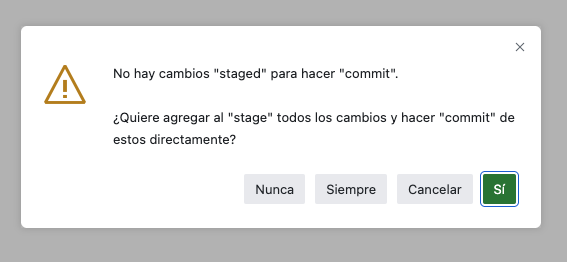 No hay cambios "staged" para hacer "commit".
¿Quiere agregar al "stage" todos los cambios y hacer "commit" de
estos directamente?
Nunca Siempre Cancelar Sí